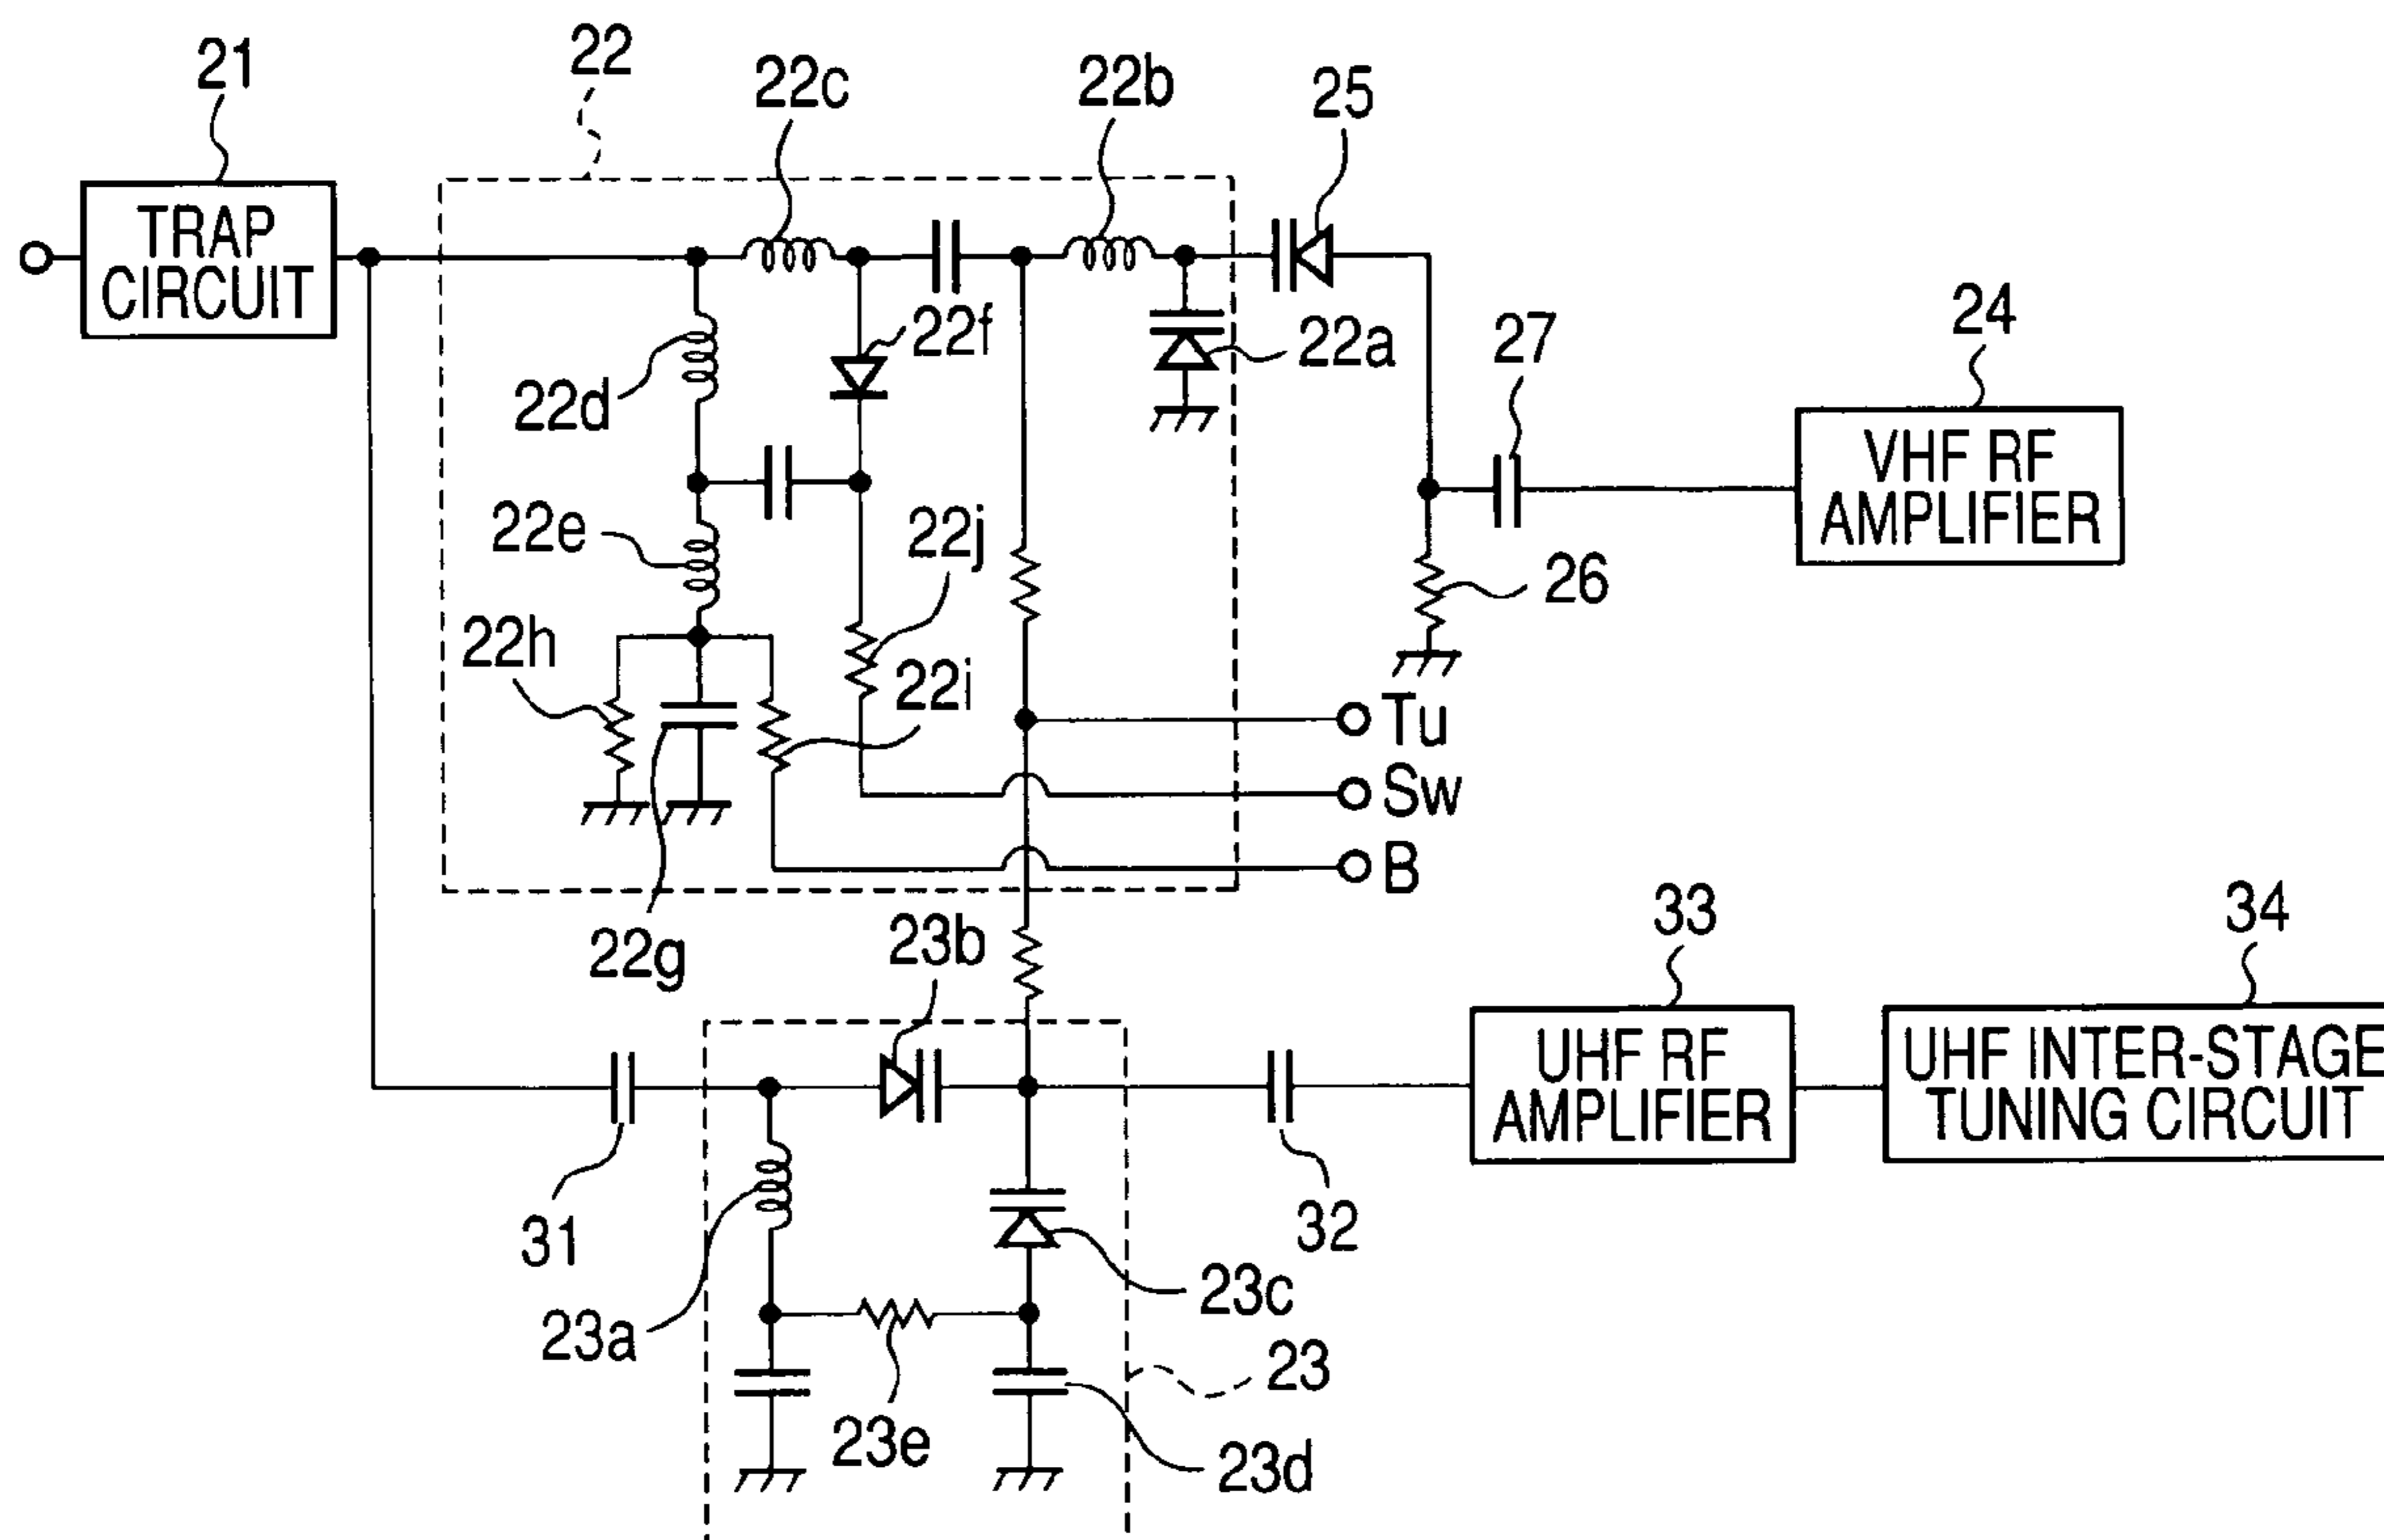 21
22
22c
22b
25
TRAP
CIRCUIT
22f
22a
22d
27
24
VHF RF
AMPLIFIER
22e
22j
26
22h
22i
Tu
Sw
B
22g
23b
33
34
UHF RF
AMPLIFIER
UHF INTER-STAGE
TUNING CIRCUIT
31
32
23a
23c
23
23e
23d